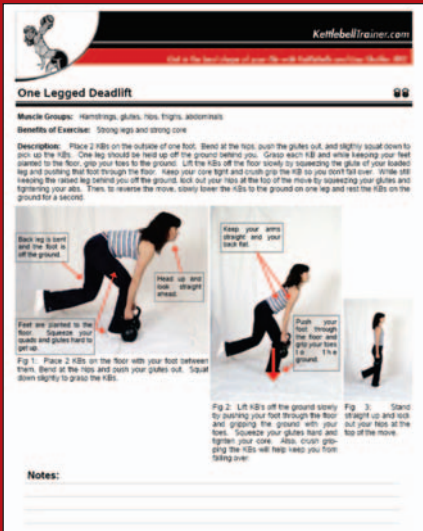 KettlebellTrainer.com
One Legged Deadlift
Muscle Groups: Hamstrings, glutes, hips, thighs, abdominals
Benefits of Exercise: Strong legs and strong core
Description: Place 2 KBs on the outside of one foot. Bend at the hips, push the glutes out, and slightly squat down to
pick up the KBs. One leg should be held up off the ground behind you. Grasp each KB and while keeping your feet
planted to the floor, grip your toes to the ground. Lift the KBs off the floor slowly by squeezing the glute of your loaded
leg and pushing that foot through the floor. Keep your core tight and crush grip the KB so you don't fall over. While still
keeping the raised leg behind you off the ground, lock out your hips at the top of the move by squeezing your glutes and
tightening your abs. Then, to reverse the move, slowly lower the KBs to the ground on one leg and rest the KBs on the
ground for a second.
Back leg is bent
and the foot is
off the ground.
Head up and
look straight
ahead.
Feet are planted to the
floor. Squeeze your
quads and glutes hard to
get up.
Fig 1: Place 2 KBs on the floor with your foot between
them. Bend at the hips and push your glutes out. Squat
down slightly to grasp the KBs.
Keep your arms
straight and your
back flat.
Push your
foot through
the floor and
grip your toes
to the
ground.
Fig 2: Lift KB's off the ground slowly
by pushing your foot through the floor
and gripping the ground with your
toes. Squeeze your glutes hard and
tighten your core. Also, crush grip-
ping the KBs will help keep you from
falling over.
Fig 3: Stand
straight up and lock
out your hips at the
top of the move.
Notes: